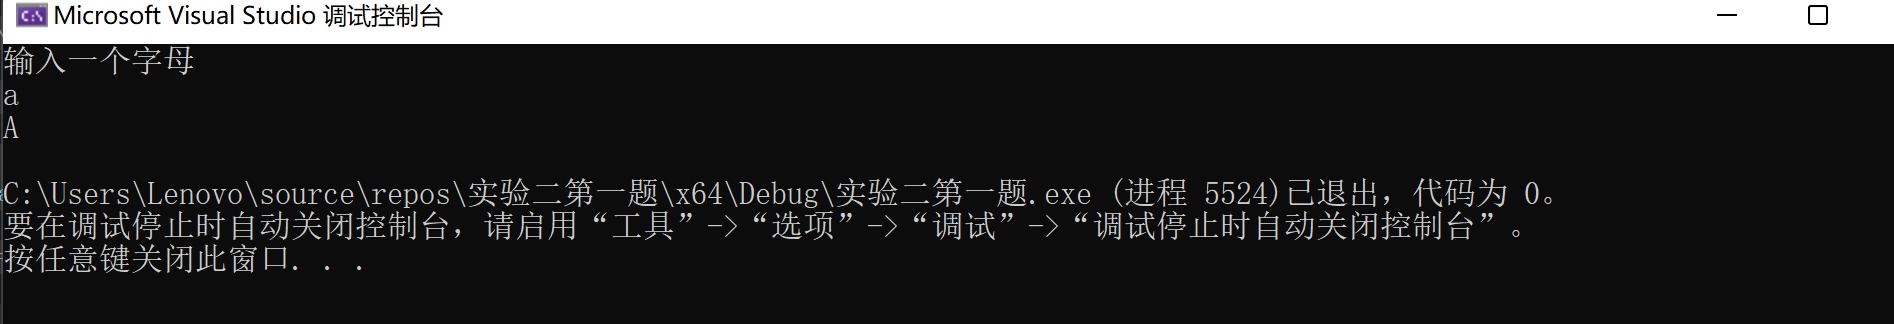 Microsoft Visual Studio 调试控制台
输入一个字母
a
A
C:\Users\Lenovo\source\repos\实验二第一题\x64\Debug\实验二第一题.exe (进程 5524)已退出，代码为 0。
要在调试停止时自动关闭控制台，请启用“工具”->“选项”->“调试”->“调试停止时自动关闭控制台”。
按任意键关闭此窗口. . .